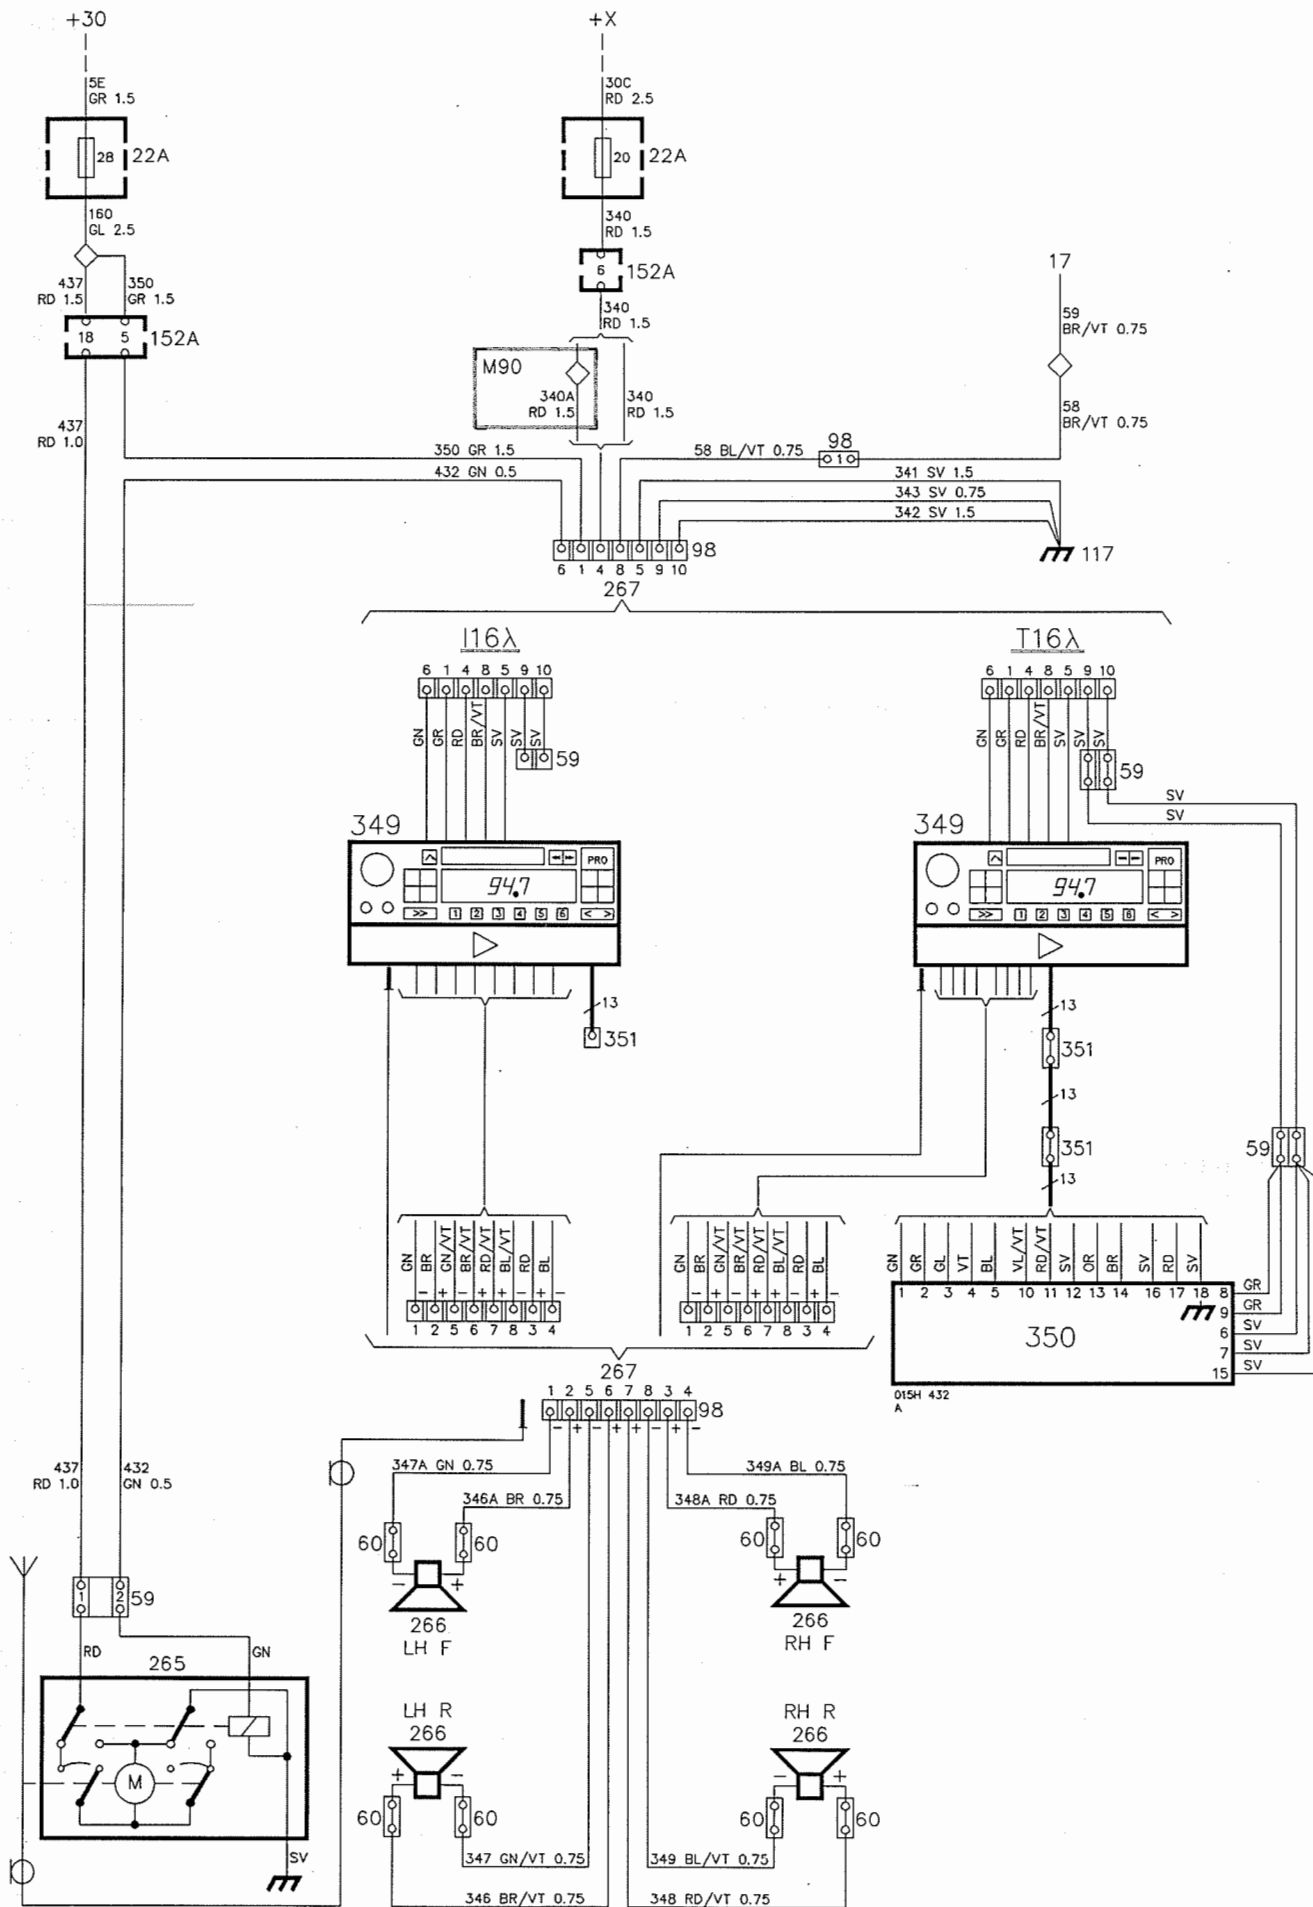 +30
+X
5E
GR 1.5
30C
RD 2.5
28
22A
20
22A
160
GL 2.5
340
RD 1.5
437
RD 1.5
350
GR 1.5
6
152A
17
18
5
152A
340
RD 1.5
59
BR/VT 0.75
M90
340A
RD 1.5
340
RD 1.5
58
BR/VT 0.75
437
RD 1.0
350 GR 1.5
58 BL/VT 0.75
98
1
432 GN 0.5
341 SV 1.5
343 SV 0.75
342 SV 1.5
98
117
6 1 4 8 5 9 10
267
I16λ
T16λ
6 1 4 8 5 9 10
6 1 4 8 5 9 10
GN GR RD BR/VT SV SV SV
59
GN GR RD BR/VT SV SV SV
59
SV
SV
349
349
PRO
94.7
>> 1 2 3 4 5 6 < >
PRO
94.7
>> 1 2 3 4 5 6 < >
13
351
13
351
13
351
13
59
GN BR GN/VT BR/VT RD/VT BL/VT RD BL
- + - + + - + -
1 2 5 6 7 8 3 4
GN BR GN/VT BR/VT RD/VT BL/VT RD BL
- + - + + - + -
1 2 5 6 7 8 3 4
GN GR GL VT BL VL/VT RD/VT SV OR BR SV RD SV
1 2 3 4 5 10 11 12 13 14 16 17 18
8 GR
9 GR
6 SV
7 SV
15 SV
350
015H 432
A
267
1 2 5 6 7 8 3 4
98
- + - + + - + -
437
RD 1.0
432
GN 0.5
347A GN 0.75
349A BL 0.75
346A BR 0.75
348A RD 0.75
60
60
60
60
- +
+ -
266
LH F
266
RH F
1
2
59
RD
GN
265
LH R
266
RH R
266
+ -
- +
M
60
60
60
60
SV
347 GN/VT 0.75
349 BL/VT 0.75
346 BR/VT 0.75
348 RD/VT 0.75